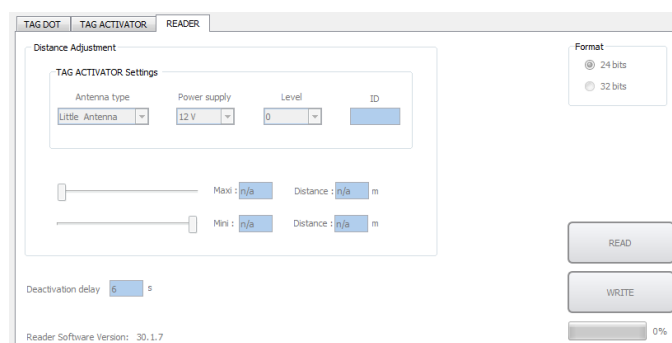 TAG DOT TAG ACTIVATOR READER
Distance Adjustment
TAG ACTIVATOR Settings
Antenna type Power supply Level ID
Little Antenna 12 V 0
Maxi : n/a Distance : n/a m
Mini : n/a Distance : n/a m
Deactivation delay 6 s
Reader Software Version: 30.1.7
Format
24 bits
32 bits
READ
WRITE
0%